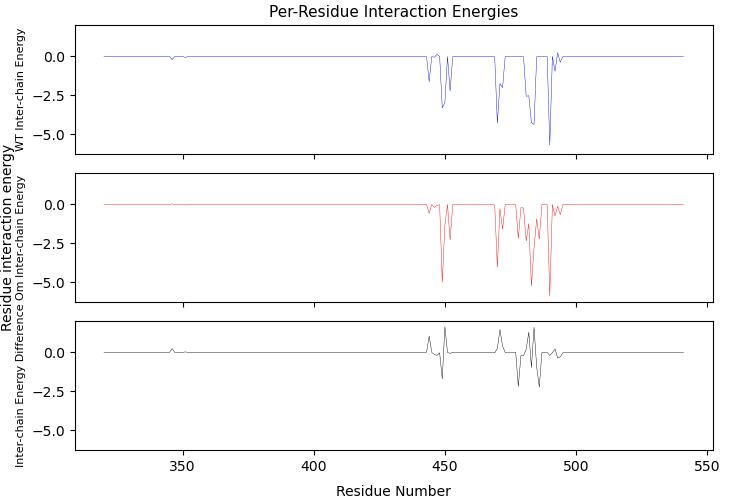 Per-Residue Interaction Energies
Residue interaction energy
WT Inter-chain Energy
0.0
−2.5
−5.0
Om Inter-chain Energy
0.0
−2.5
−5.0
Inter-chain Energy Difference
0.0
−2.5
−5.0
350
400
450
500
550
Residue Number